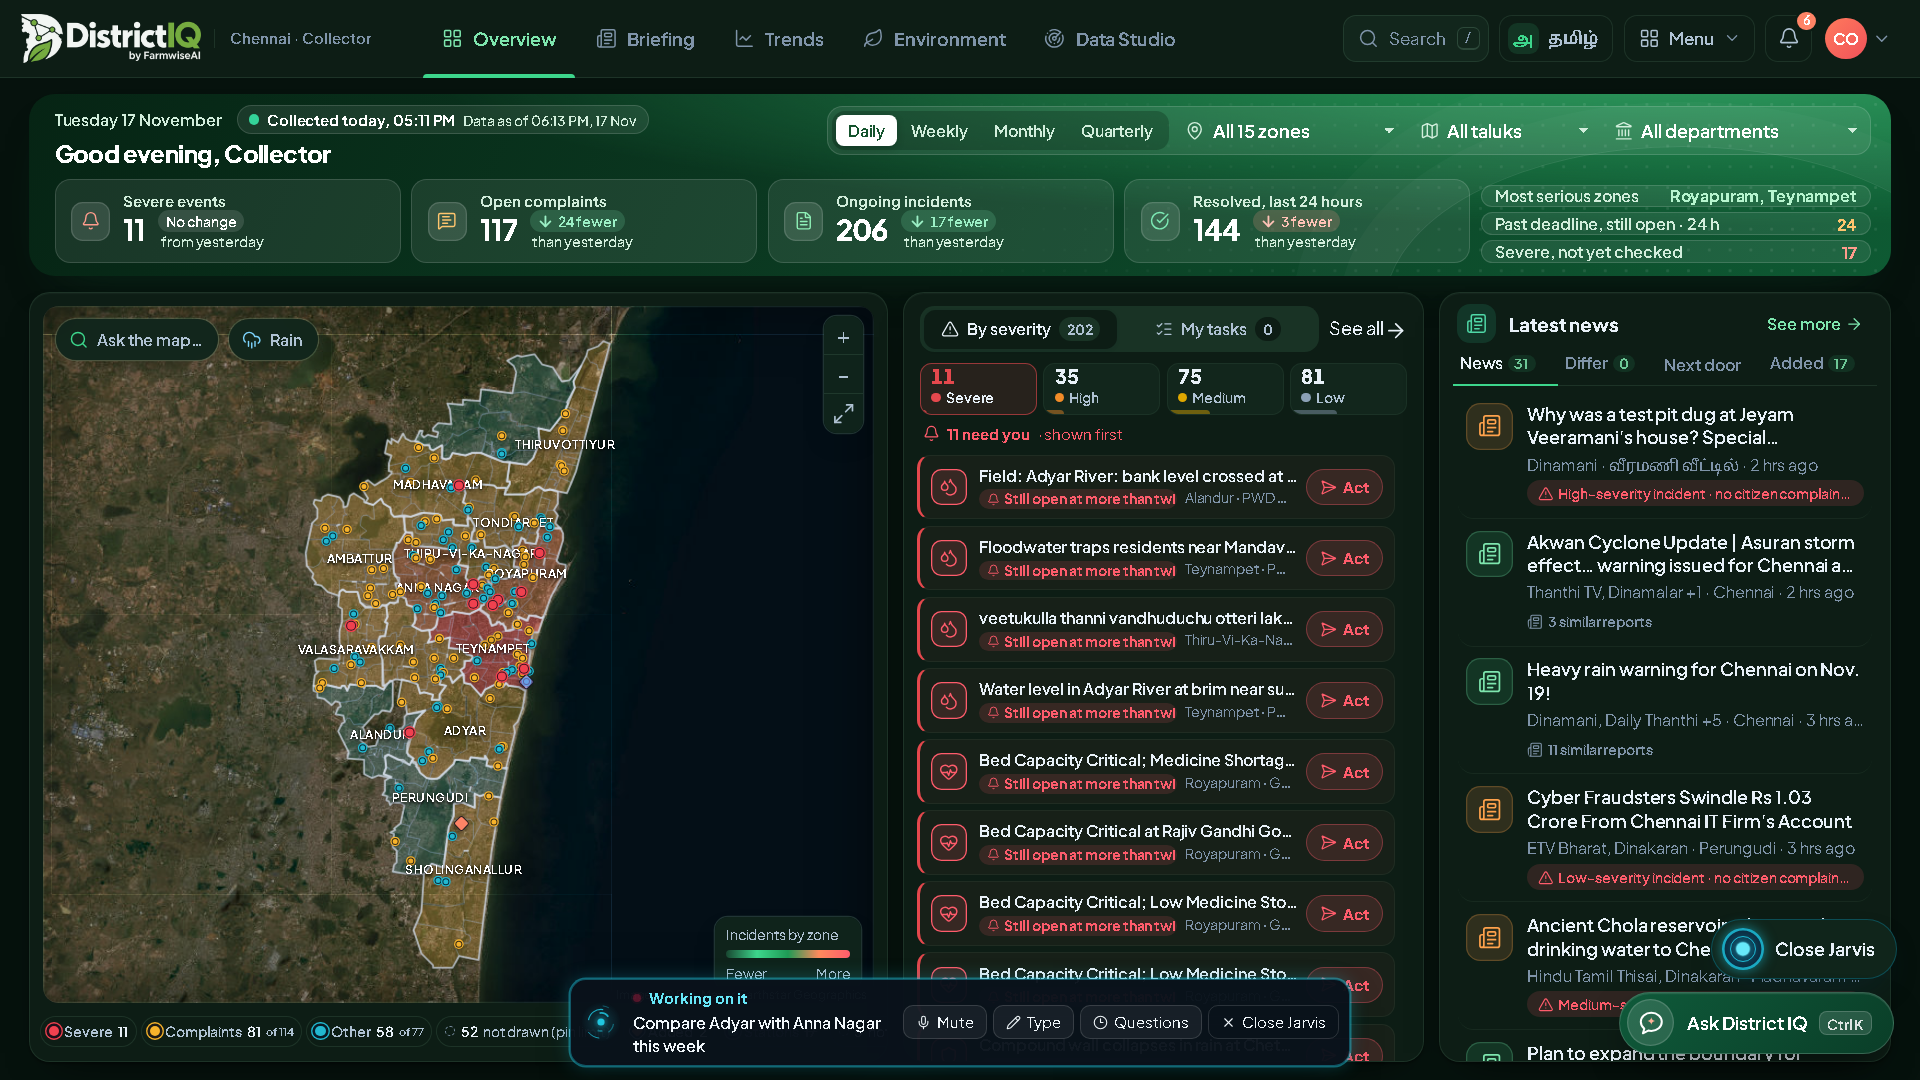 DistrictIQ
by FarmwiseAI
Chennai · Collector
Overview
Briefing
Trends
Environment
Data Studio
Search /
அ தமிழ்
Menu
6
CO
Tuesday 17 November
Collected today, 05:11 PM Data as of 06:13 PM, 17 Nov
Good evening, Collector
Daily Weekly Monthly Quarterly
All 15 zones
All taluks
All departments
Severe events
11 No change
from yesterday
Open complaints
117 ↓ 24 fewer
than yesterday
Ongoing incidents
206 ↓ 17 fewer
than yesterday
Resolved, last 24 hours
144 ↓ 3 fewer
than yesterday
Most serious zones Royapuram, Teynampet
Past deadline, still open · 24 h 24
Severe, not yet checked 17
Ask the map...
Rain
+
−
THIRUVOTTIYUR
TONDIARPET
AMBATTUR
THIRU-VI-KA-NAGAR
ROYAPURAM
ANNA NAGAR
VALASARAVAKKAM
TEYNAMPET
ADYAR
PERUNGUDI
SHOLINGANALLUR
Incidents by zone
Fewer More
Severe 11
Complaints 81 of 114
Other 58 of 77
52 not drawn (pi
By severity 202
My tasks 0
See all →
11 Severe
35 High
75 Medium
81 Low
11 need you · shown first
Field: Adyar River: bank level crossed at ...
Still open at more than twi Alandur · PWD ...
Act
Floodwater traps residents near Mandav...
Still open at more than twi Teynampet · P...
Act
veetukulla thanni vandhuduchu otteri lak...
Still open at more than twi Thiru-Vi-Ka-Na...
Act
Water level in Adyar River at brim near su...
Still open at more than twi Teynampet · P...
Act
Bed Capacity Critical; Medicine Shortag...
Still open at more than twi Royapuram · G...
Act
Bed Capacity Critical at Rajiv Gandhi Go...
Still open at more than twi Royapuram · G...
Act
Bed Capacity Critical; Low Medicine Sto...
Still open at more than twi Royapuram · G...
Act
Bed Capacity Critical; Low Medicine Sto...
Act
Compound wall collapses in rain at Chet...
Latest news
See more →
News 31
Differ 0
Next door
Added 17
Why was a test pit dug at Jeyam
Veeramani's house? Special...
Dinamani · வீரமணி வீட்டில் · 2 hrs ago
High-severity incident · no citizen complain...
Akwan Cyclone Update | Asuran storm
effect... warning issued for Chennai a...
Thanthi TV, Dinamalar +1 · Chennai · 2 hrs ago
3 similar reports
Heavy rain warning for Chennai on Nov.
19!
Dinamani, Daily Thanthi +5 · Chennai · 3 hrs a...
11 similar reports
Cyber Fraudsters Swindle Rs 1.03
Crore From Chennai IT Firm's Account
ETV Bharat, Dinakaran · Perungudi · 3 hrs ago
Low-severity incident · no citizen complain...
Ancient Chola reservoir
drinking water to Che
Hindu Tamil Thisai, Dinakaran
Medium-s
Plan to expand the boundary for
Close Jarvis
Ask District IQ Ctrl K
Working on it
Compare Adyar with Anna Nagar
this week
Mute
Type
Questions
Close Jarvis